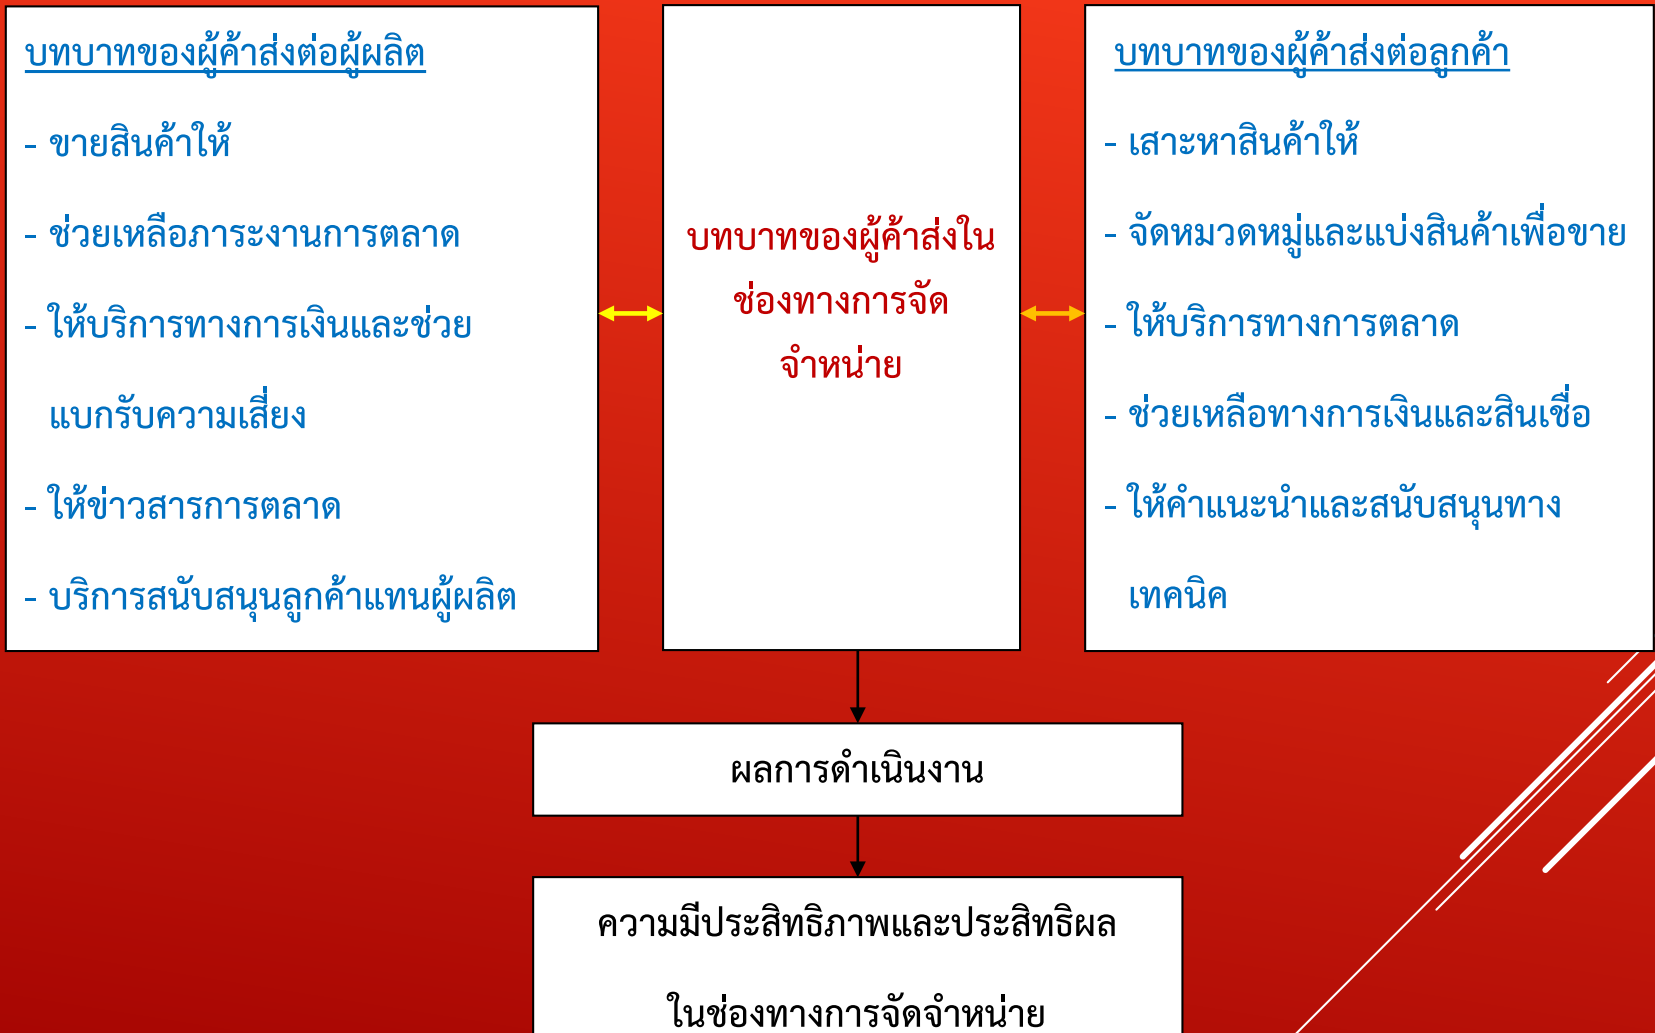 บทบาทของผู้ค้าส่งต่อผู้ผลิต
- ขายสินค้าให้
- ช่วยเหลือภาระงานการตลาด
- ให้บริการทางการเงินและช่วย
แบกรับความเสี่ยง
- ให้ข่าวสารการตลาด
- บริการสนับสนุนลูกค้าแทนผู้ผลิต
บทบาทของผู้ค้าส่งใน
ช่องทางการจัด
จำหน่าย
บทบาทของผู้ค้าส่งต่อลูกค้า
- เสาะหาสินค้าให้
- จัดหมวดหมู่และแบ่งสินค้าเพื่อขาย
- ให้บริการทางการตลาด
- ช่วยเหลือทางการเงินและสินเชื่อ
- ให้คำแนะนำและสนับสนุนทาง
เทคนิค
ผลการดำเนินงาน
ความมีประสิทธิภาพและประสิทธิผล
ในช่องทางการจัดจำหน่าย